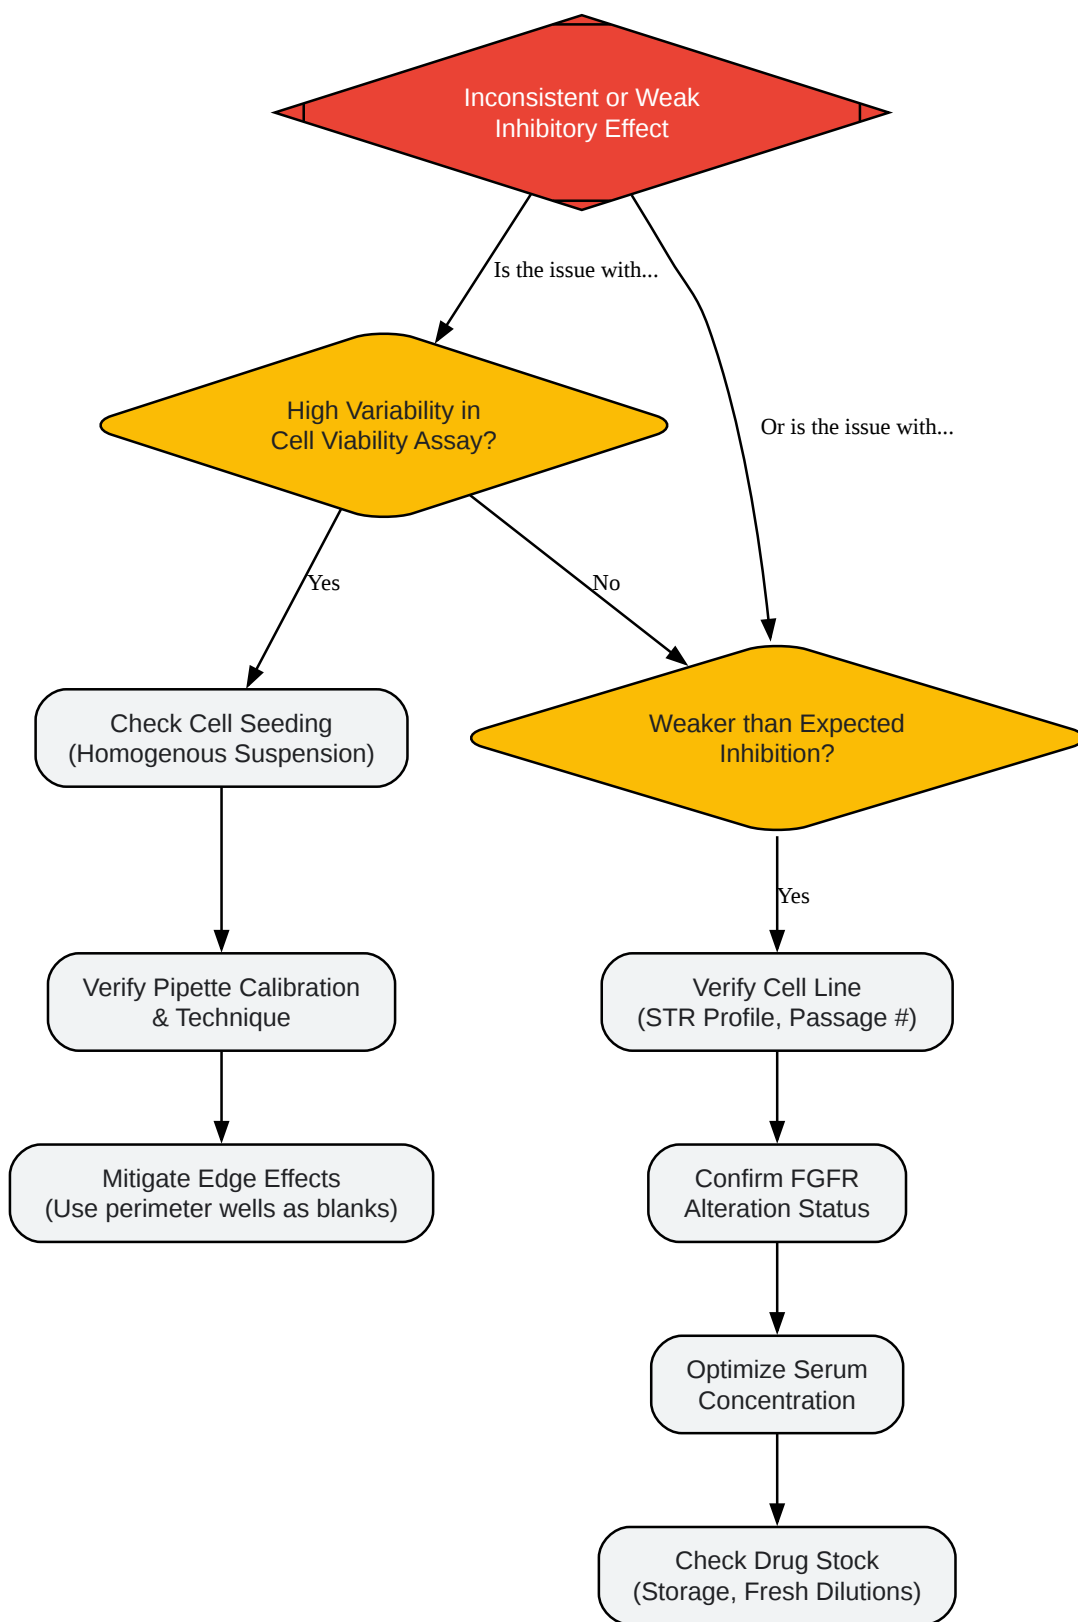 Inconsistent or Weak
Inhibitory Effect
Is the issue with...
High Variability in
Cell Viability Assay?
Or is the issue with...
Yes
No
Check Cell Seeding
(Homogenous Suspension)
Weaker than Expected
Inhibition?
Yes
Verify Pipette Calibration
& Technique
Verify Cell Line
(STR Profile, Passage #)
Mitigate Edge Effects
(Use perimeter wells as blanks)
Confirm FGFR
Alteration Status
Optimize Serum
Concentration
Check Drug Stock
(Storage, Fresh Dilutions)